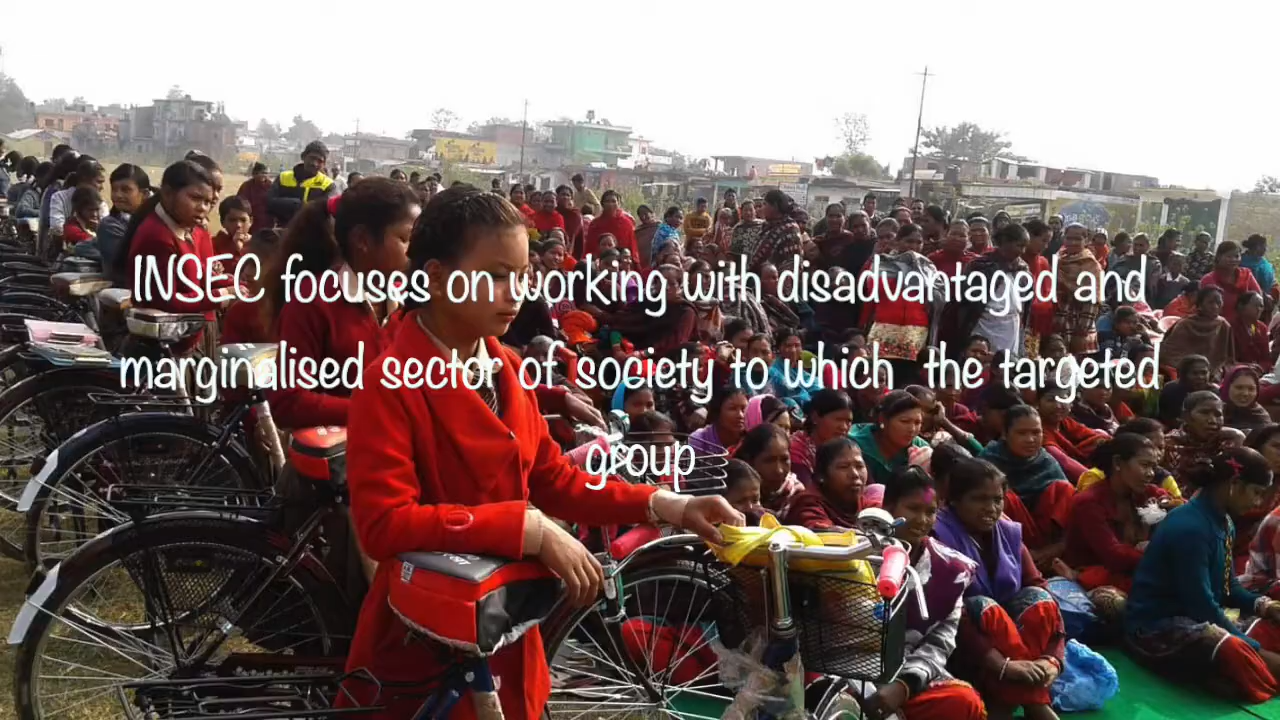 INSEC focuses on working with disadvantaged and
marginalised sector of society to which  the targeted
group